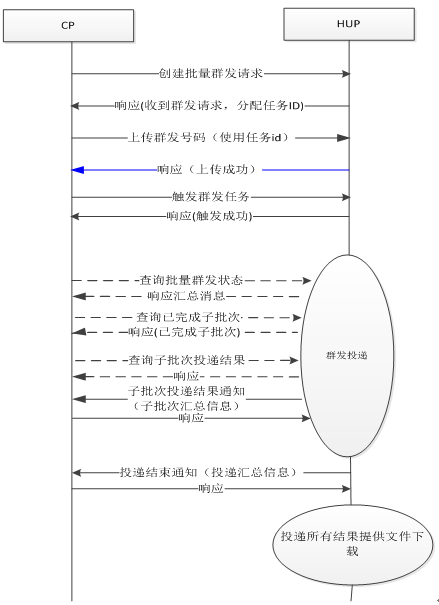 CP
HUP
创建批量群发请求
响应(收到群发请求，分配任务ID)
上传群发号码（使用任务id）
响应（上传成功）
触发群发任务
响应(触发成功)
查询批量群发状态
响应汇总消息
查询已完成子批次
响应(已完成子批次)
群发投递
查询子批次投递结果
响应
子批次投递结果通知
（子批次汇总信息）
响应
投递结束通知（投递汇总信息）
响应
投递所有结果提供文件下
载